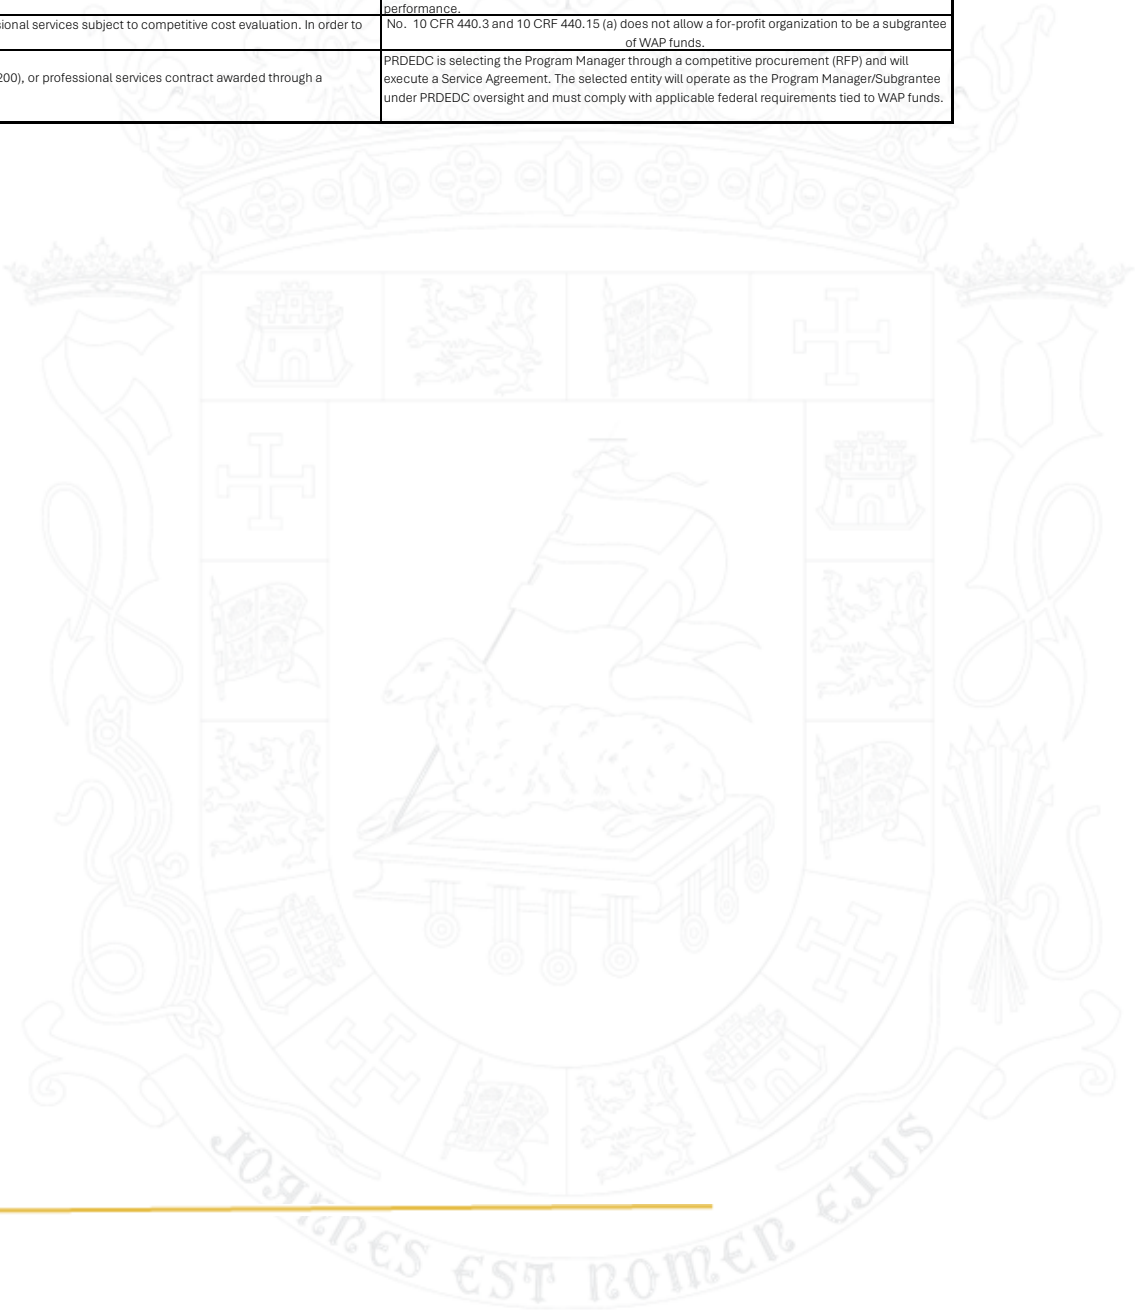 performance.
sional services subject to competitive cost evaluation. In order to
No. 10 CFR 440.3 and 10 CRF 440.15 (a) does not allow a for-profit organization to be a subgrantee
of WAP funds.
200), or professional services contract awarded through a
PRDEDC is selecting the Program Manager through a competitive procurement (RFP) and will
execute a Service Agreement. The selected entity will operate as the Program Manager/Subgrantee
under PRDEDC oversight and must comply with applicable federal requirements tied to WAP funds.
JOANNES EST NOMEN EJUS